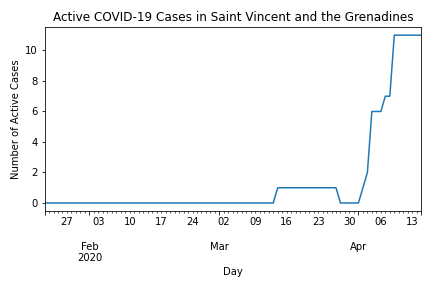 Active COVID-19 Cases in Saint Vincent and the Grenadines
Number of Active Cases
10
8
6
4
2
0
27 03 10 17 24 02 09 16 23 30 06 13
Feb Mar Apr
2020
Day